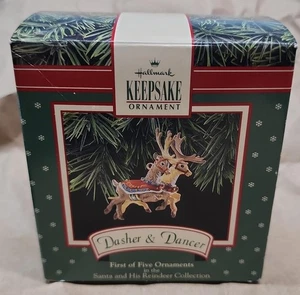 Hallmark
KEEPSAKE
ORNAMENT
Dasher & Dancer
First of Five Ornaments
in the
Santa and His Reindeer Collection